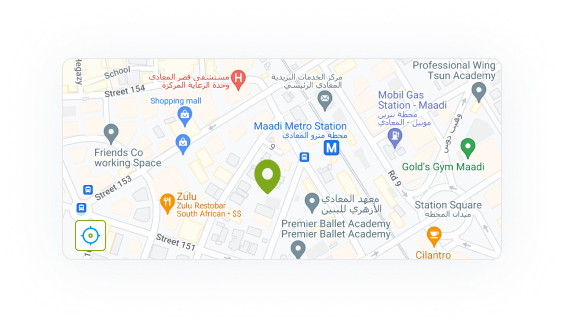 Hegazy
School
Street 154
مستشفي قصر المعادي
وحدة الرعاية المركزة
H
مركز الخدمات البريدية
المعادي الرئيسي
Professional Wing
Tsun Academy
Shopping mall
Mobil Gas
Station - Maadi
محطة بنزين
موبيل - المعادي
Maadi Metro Station
محطة مترو المعادي
M
وهيب دوس
Friends Co
working Space
Gold's Gym Maadi
Rd 9
Street 153
Zulu
Zulu Restobar
South African • $$
معهد المعادي
الأزهري للبنين
Station Square
ميدان المحطة
Premier Ballet Academy
Premier Ballet Academy
Street 151
Cilantro